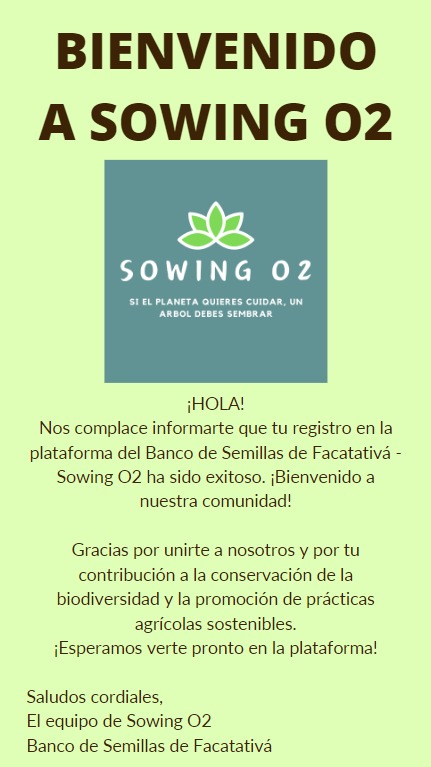 BIENVENIDO
A SOWING O2
SOWING O2
SI EL PLANETA QUIERES CUIDAR, UN
ARBOL DEBES SEMBRAR
¡HOLA!
Nos complace informarte que tu registro en la
plataforma del Banco de Semillas de Facatativá -
Sowing O2 ha sido exitoso. ¡Bienvenido a
nuestra comunidad!
Gracias por unirte a nosotros y por tu
contribución a la conservación de la
biodiversidad y la promoción de prácticas
agrícolas sostenibles.
¡Esperamos verte pronto en la plataforma!
Saludos cordiales,
El equipo de Sowing O2
Banco de Semillas de Facatativá